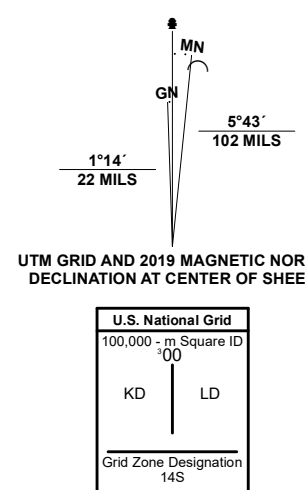 MN
GN
5°43´
102 MILS
1°14´
22 MILS
UTM GRID AND 2019 MAGNETIC NOR
DECLINATION AT CENTER OF SHEE
U.S. National Grid
100,000 - m Square ID
³00
KD LD
Grid Zone Designation
14S